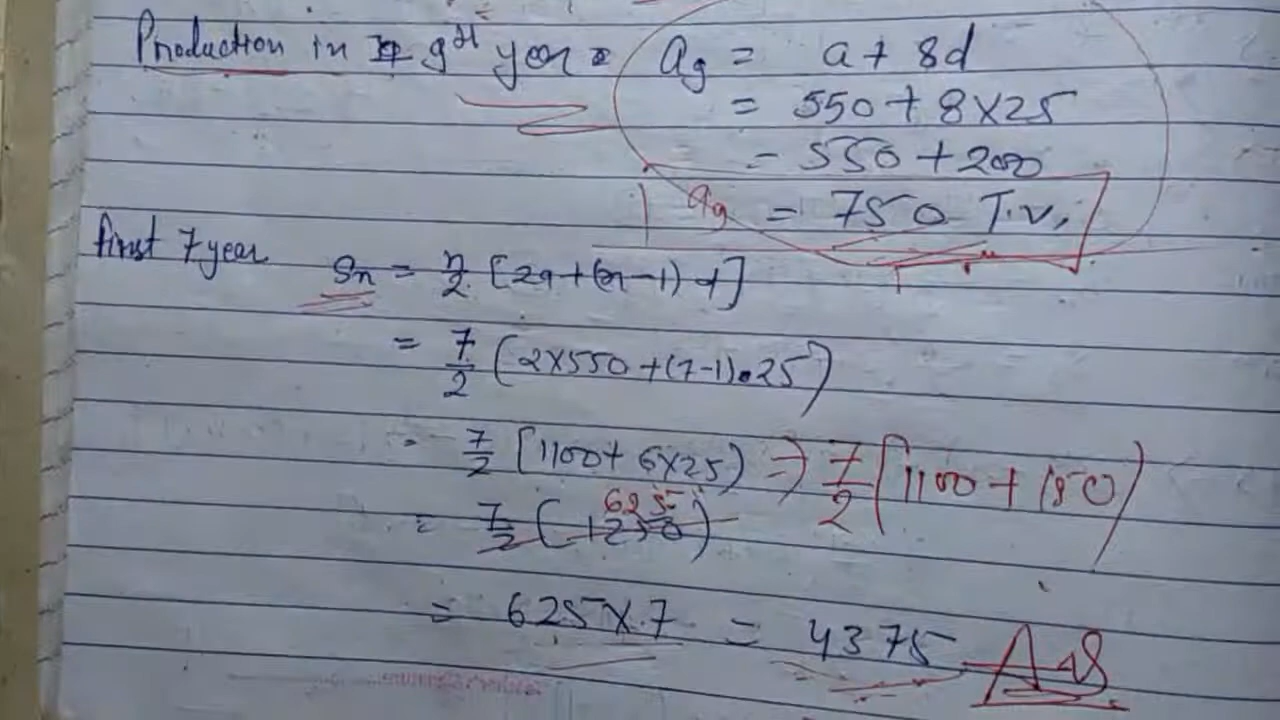 Production in 9th year = a₉ = a + 8d
= 550 + 8×25
= 550 + 200
a₉ = 750 T.V.
first 7 year Sn = n/2 [2a+(n-1)d]
= 7/2 (2×550+(7-1).25)
= 7/2 [1100+6×25) ⇒ 7/2 (1100+150)
625
= 7/2 (1250)
= 625×7 = 4375 Ans